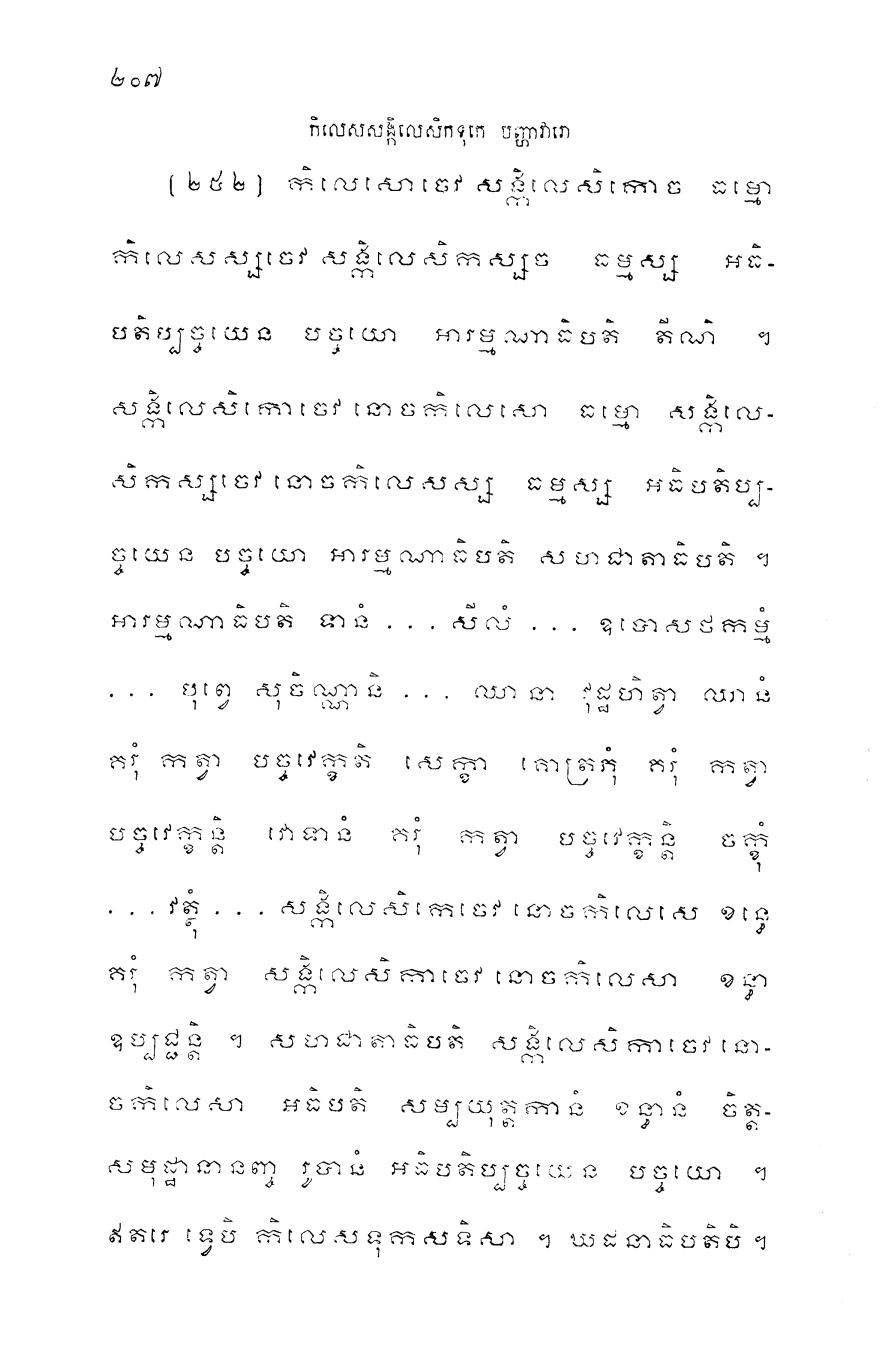 ២០៧
កិលេសសង្កិលេសិកទុកេ បញ្ហាវារោ
[២៥២] កិលេសោចេវ សង្កិលេសិកោច ធម្មោ
កិលេសស្សចេវ សង្កិលេសិកស្សច ធម្មស្ស អធិ-
បតិប្បច្ចយេន បច្ចយោ អារម្មណាធិបតិ តីណិ ។
សង្កិលេសិកោចេវ នោចកិលេសោ ធម្មោ សង្កិលេ-
សិកស្សចេវ នោចកិលេសស្ស ធម្មស្ស អធិបតិប្ប-
ច្ចយេន បច្ចយោ អារម្មណាធិបតិ សហជាតាធិបតិ ។
អារម្មណាធិបតិ ទានំ ... សីលំ ... ឧបោសថកម្មំ
... បុព្វេ សុចិណ្ណានិ ... ឈានា វុដ្ឋហិត្វា ឈានំ
គរុំ កត្វា បច្ចវេក្ខតិ សេក្ខា គោត្រភុំ គរុំ កត្វា
បច្ចវេក្ខន្តិ វោទានំ គរុំ កត្វា បច្ចវេក្ខន្តិ ចក្ខុំ
...វត្ថុំ ... សង្កិលេសិកេចេវ នោចកិលេសេ ខន្ធេ
គរុំ កត្វា សង្កិលេសិកាចេវ នោចកិលេសា ខន្ធា
ឧប្បជ្ជន្តិ ។ សហជាតាធិបតិ សង្កិលេសិកាចេវ នោ-
ចកិលេសា អធិបតិ សម្បយុត្តកានំ ខន្ធានំ ចិត្ត-
សមុដ្ឋានានញ្ច រូបានំ អធិបតិប្បច្ចយេន បច្ចយោ ។
ឥតរេ ទ្វេបិ កិលេសទុកសទិសា ។ ឃដនាធិបតិបិ ។